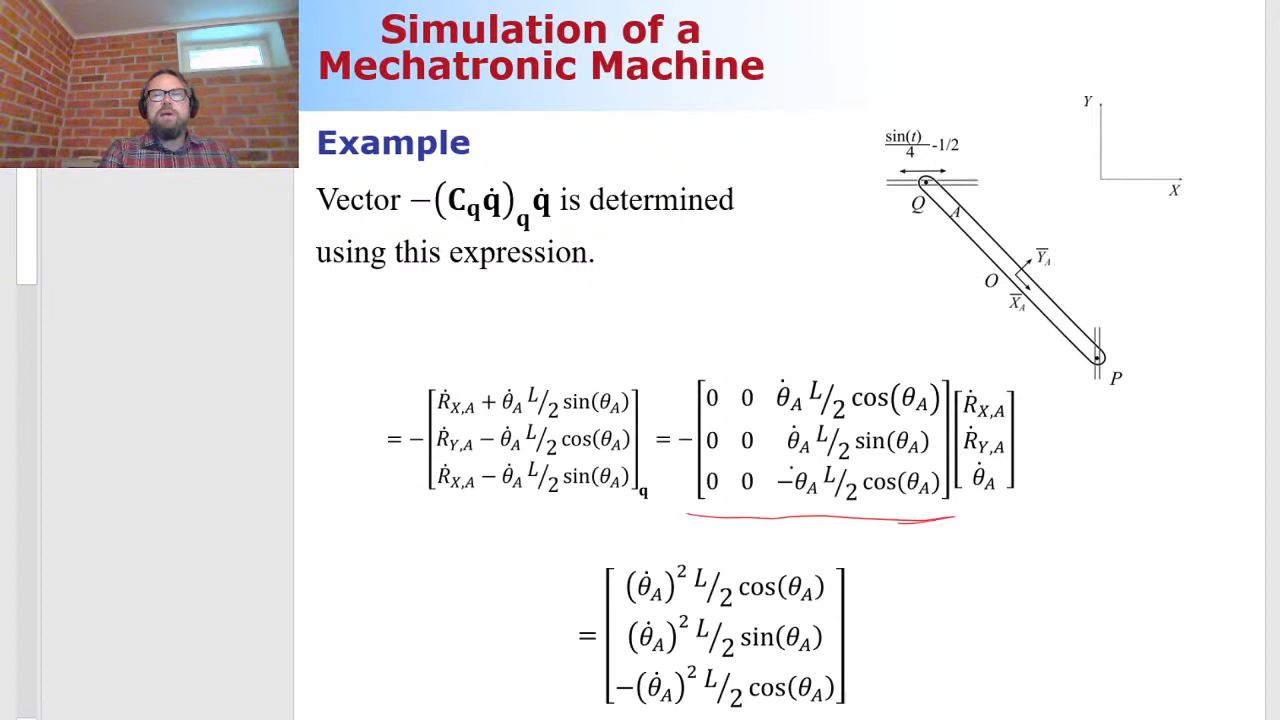 Simulation of a
Mechatronic Machine
Example
Vector −(C_q q̇)_q q̇ is determined
using this expression.
sin(t)/4 -1/2
Y
X
Q
A
O
Y̅_A
X̅_A
P
= − [Ṙ_X,A + θ̇_A L/2 sin(θ_A)
Ṙ_Y,A − θ̇_A L/2 cos(θ_A)
Ṙ_X,A − θ̇_A L/2 sin(θ_A)]_q
= − [0 0 θ̇_A L/2 cos(θ_A)
0 0 θ̇_A L/2 sin(θ_A)
0 0 −θ̇_A L/2 cos(θ_A)]
[Ṙ_X,A
Ṙ_Y,A
θ̇_A]
= [(θ̇_A)² L/2 cos(θ_A)
(θ̇_A)² L/2 sin(θ_A)
−(θ̇_A)² L/2 cos(θ_A)]